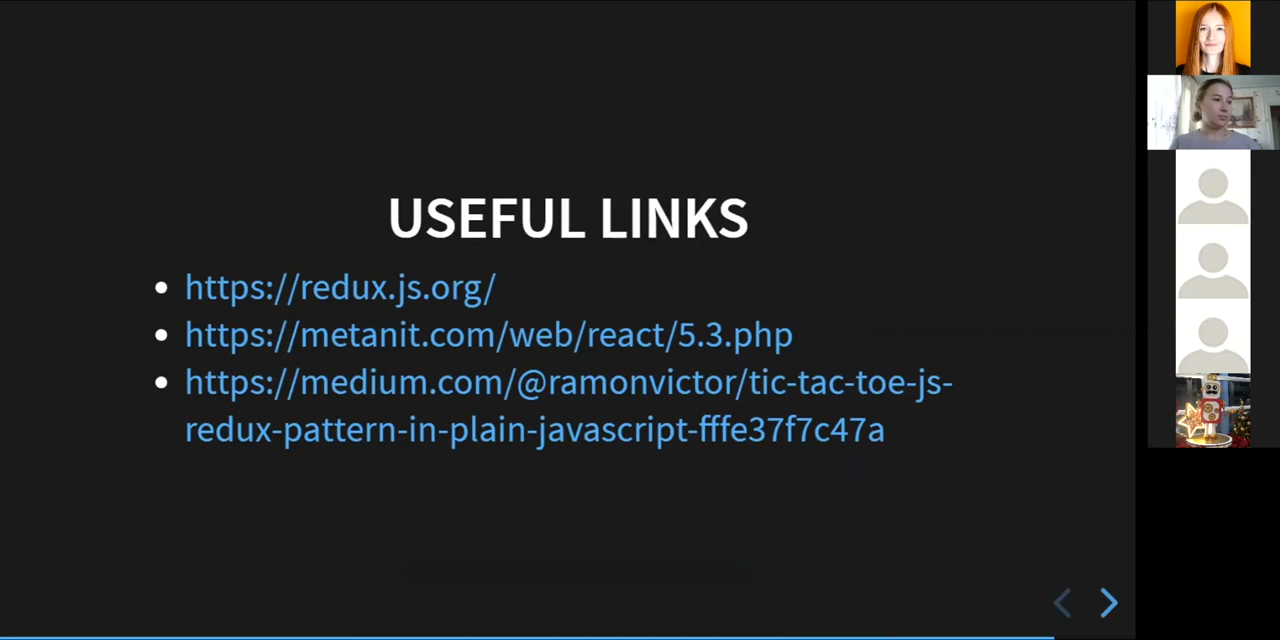 USEFUL LINKS
https://redux.js.org/
https://metanit.com/web/react/5.3.php
https://medium.com/@ramonvictor/tic-tac-toe-js-
redux-pattern-in-plain-javascript-fffe37f7c47a